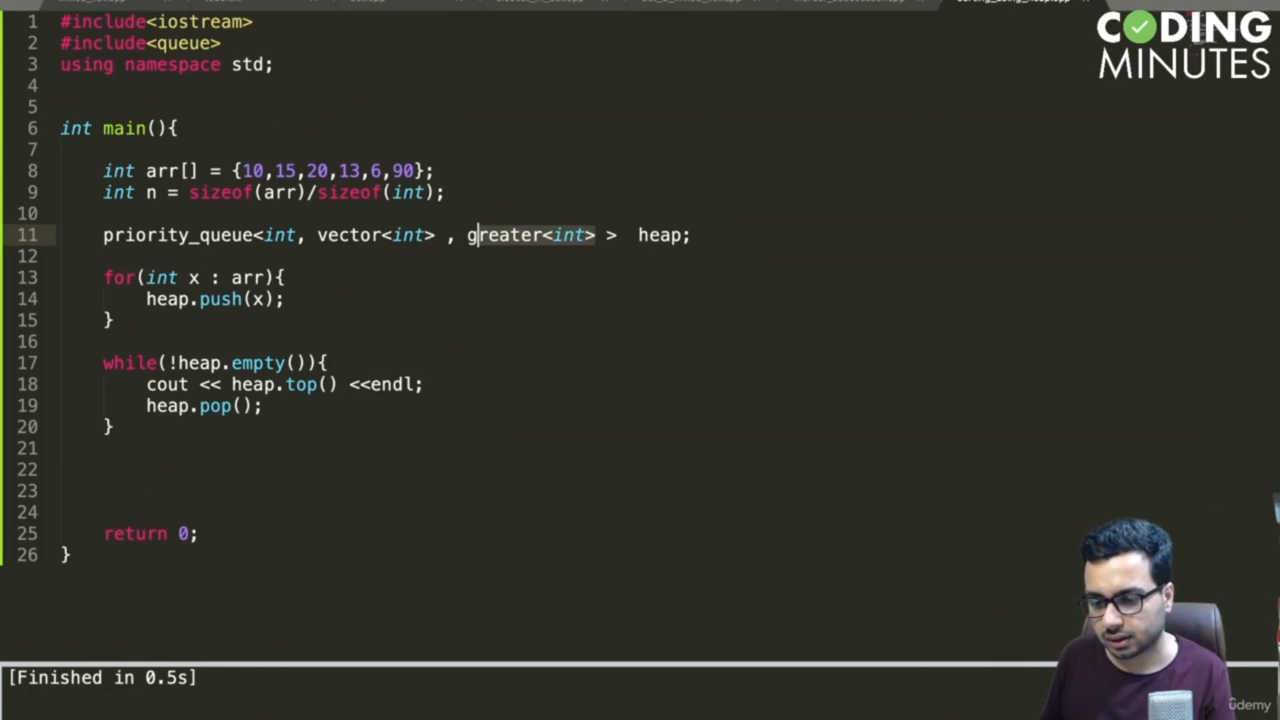 CODING
MINUTES
1 #include<iostream>
2 #include<queue>
3 using namespace std;
4
5
6 int main(){
7
8 int arr[] = {10,15,20,13,6,90};
9 int n = sizeof(arr)/sizeof(int);
10
11 priority_queue<int, vector<int> , greater<int> > heap;
12
13 for(int x : arr){
14 heap.push(x);
15 }
16
17 while(!heap.empty()){
18 cout << heap.top() <<endl;
19 heap.pop();
20 }
21
22
23
24
25 return 0;
26 }
[Finished in 0.5s]
ûdemy